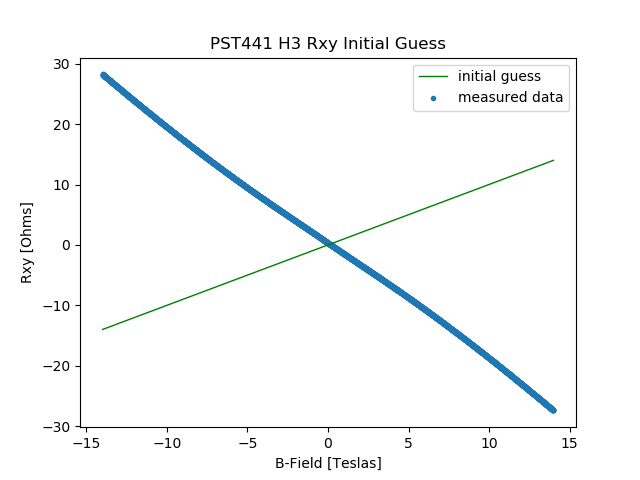 PST441 H3 Rxy Initial Guess
initial guess
measured data
30
20
10
0
−10
−20
−30
Rxy [Ohms]
−15
−10
−5
0
5
10
15
B-Field [Teslas]